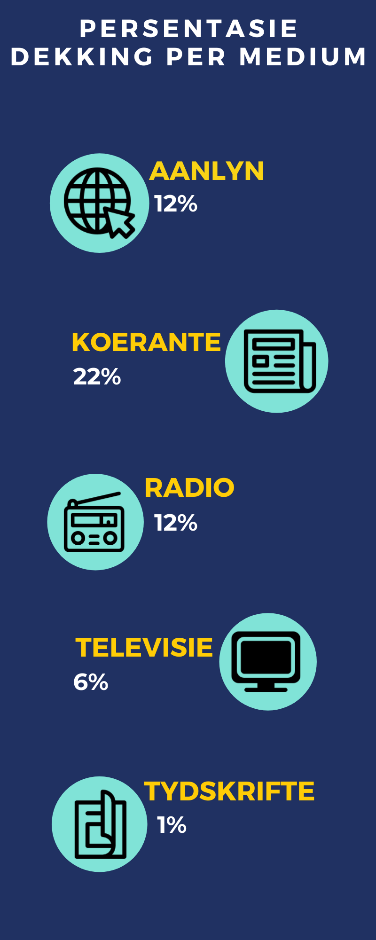 PERSENTASIE
DEKKING PER MEDIUM
AANLYN
12%
KOERANTE
22%
RADIO
12%
TELEVISIE
6%
TYDSKRIFTE
1%